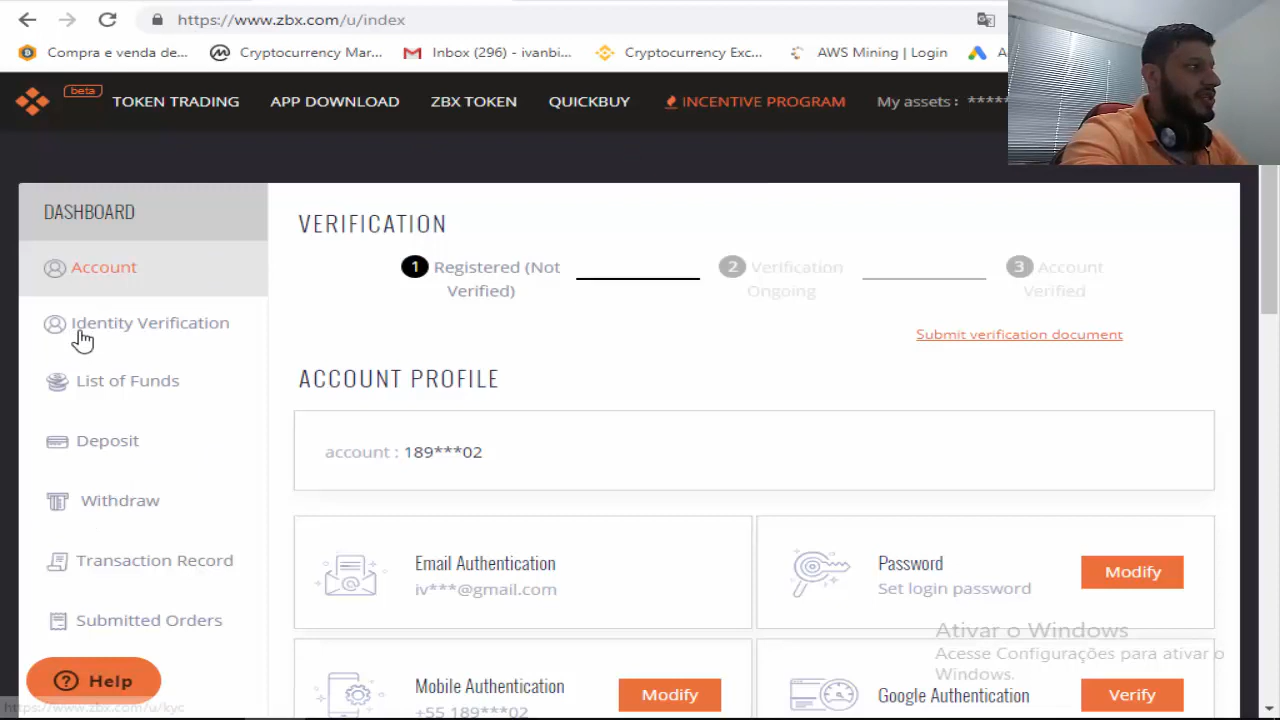 https://www.zbx.com/u/index
Compra e venda de... Cryptocurrency Mar... Inbox (296) - ivanbi... Cryptocurrency Exc... AWS Mining | Login
beta TOKEN TRADING APP DOWNLOAD ZBX TOKEN QUICKBUY INCENTIVE PROGRAM My assets : *****
DASHBOARD
Account
Identity Verification
List of Funds
Deposit
Withdraw
Transaction Record
Submitted Orders
Help
https://www.zbx.com/u/kyc
VERIFICATION
1 Registered (Not
Verified)
2 Verification
Ongoing
3 Account
Verified
Submit verification document
ACCOUNT PROFILE
account : 189***02
Email Authentication
iv***@gmail.com
Password
Set login password
Modify
Mobile Authentication
+55 189***02
Modify
Google Authentication
Verify
Ativar o Windows
Acesse Configurações para ativar o
Windows.